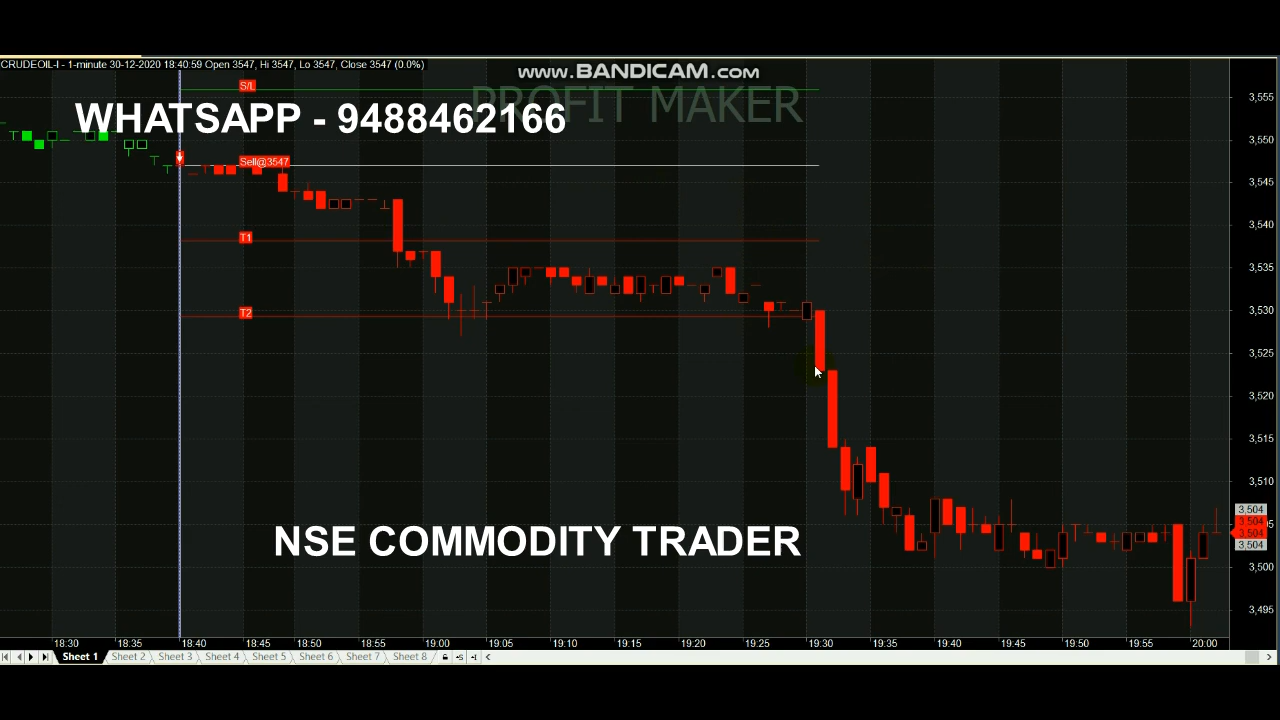 CRUDEOIL-I - 1-minute 30-12-2020 18:40:59 Open 3547, Hi 3547, Lo 3547, Close 3547 (0.0%)
www.BANDICAM.com
S/L
PROFIT MAKER
WHATSAPP - 9488462166
Sell@3547
T1
T2
NSE COMMODITY TRADER
3,555
3,550
3,545
3,540
3,535
3,530
3,525
3,520
3,515
3,510
3,504
3,504
3,504
3,504
3,500
3,495
18:30 18:35 18:40 18:45 18:50 18:55 19:00 19:05 19:10 19:15 19:20 19:25 19:30 19:35 19:40 19:45 19:50 19:55 20:00
Sheet 1 Sheet 2 Sheet 3 Sheet 4 Sheet 5 Sheet 6 Sheet 7 Sheet 8